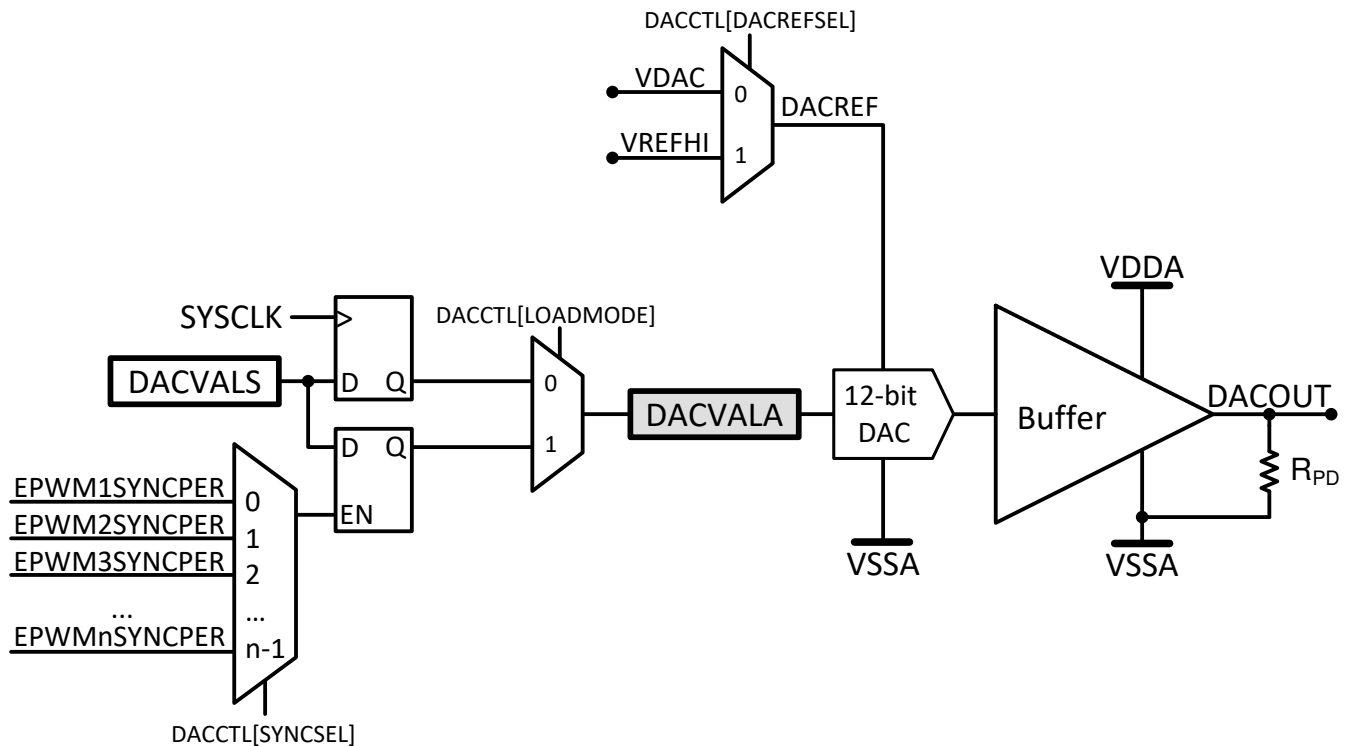 DACCTL[DACREFSEL]
VDAC
0
DACREF
VREFHI
1
VDDA
SYSCLK
>
DACCTL[LOADMODE]
DACVALS
D
Q
0
DACVALA
12-bit
DAC
Buffer
DACOUT
D
Q
1
RPD
EPWM1SYNCPER
0
EN
EPWM2SYNCPER
1
EPWM3SYNCPER
2
VSSA
VSSA
...
...
EPWMnSYNCPER
n-1
DACCTL[SYNCSEL]